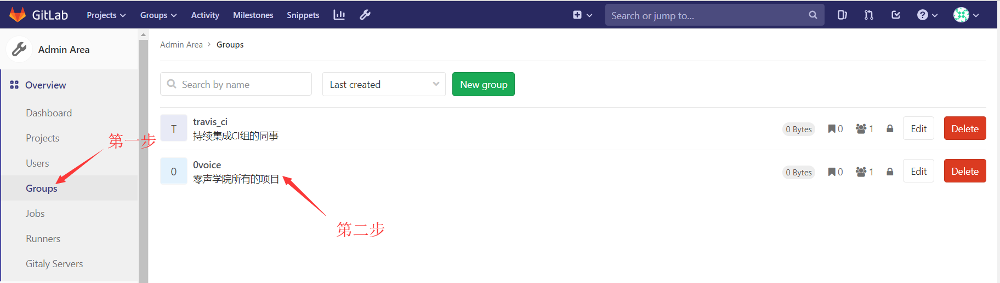 GitLab Projects Groups Activity Milestones Snippets Search or jump to...
Admin Area
Admin Area > Groups
Overview
Search by name Last created New group
Dashboard
T travis_ci
持续集成CI组的同事
0 Bytes 0 1 Edit Delete
Projects
第一步
Users
0 0voice
零声学院所有的项目
0 Bytes 0 1 Edit Delete
Groups
Jobs
第二步
Runners
Gitaly Servers